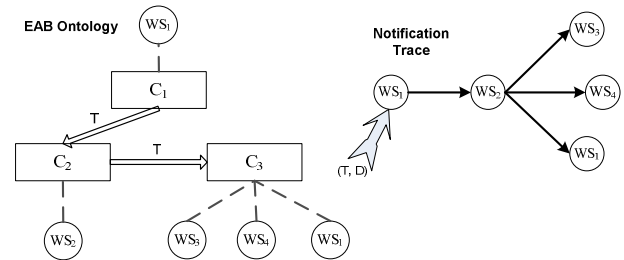 EAB Ontology
WS1
C1
T
C2
T
C3
WS2
WS3
WS4
WS1
Notification
Trace
WS1
WS2
WS3
WS4
WS1
(T, D)